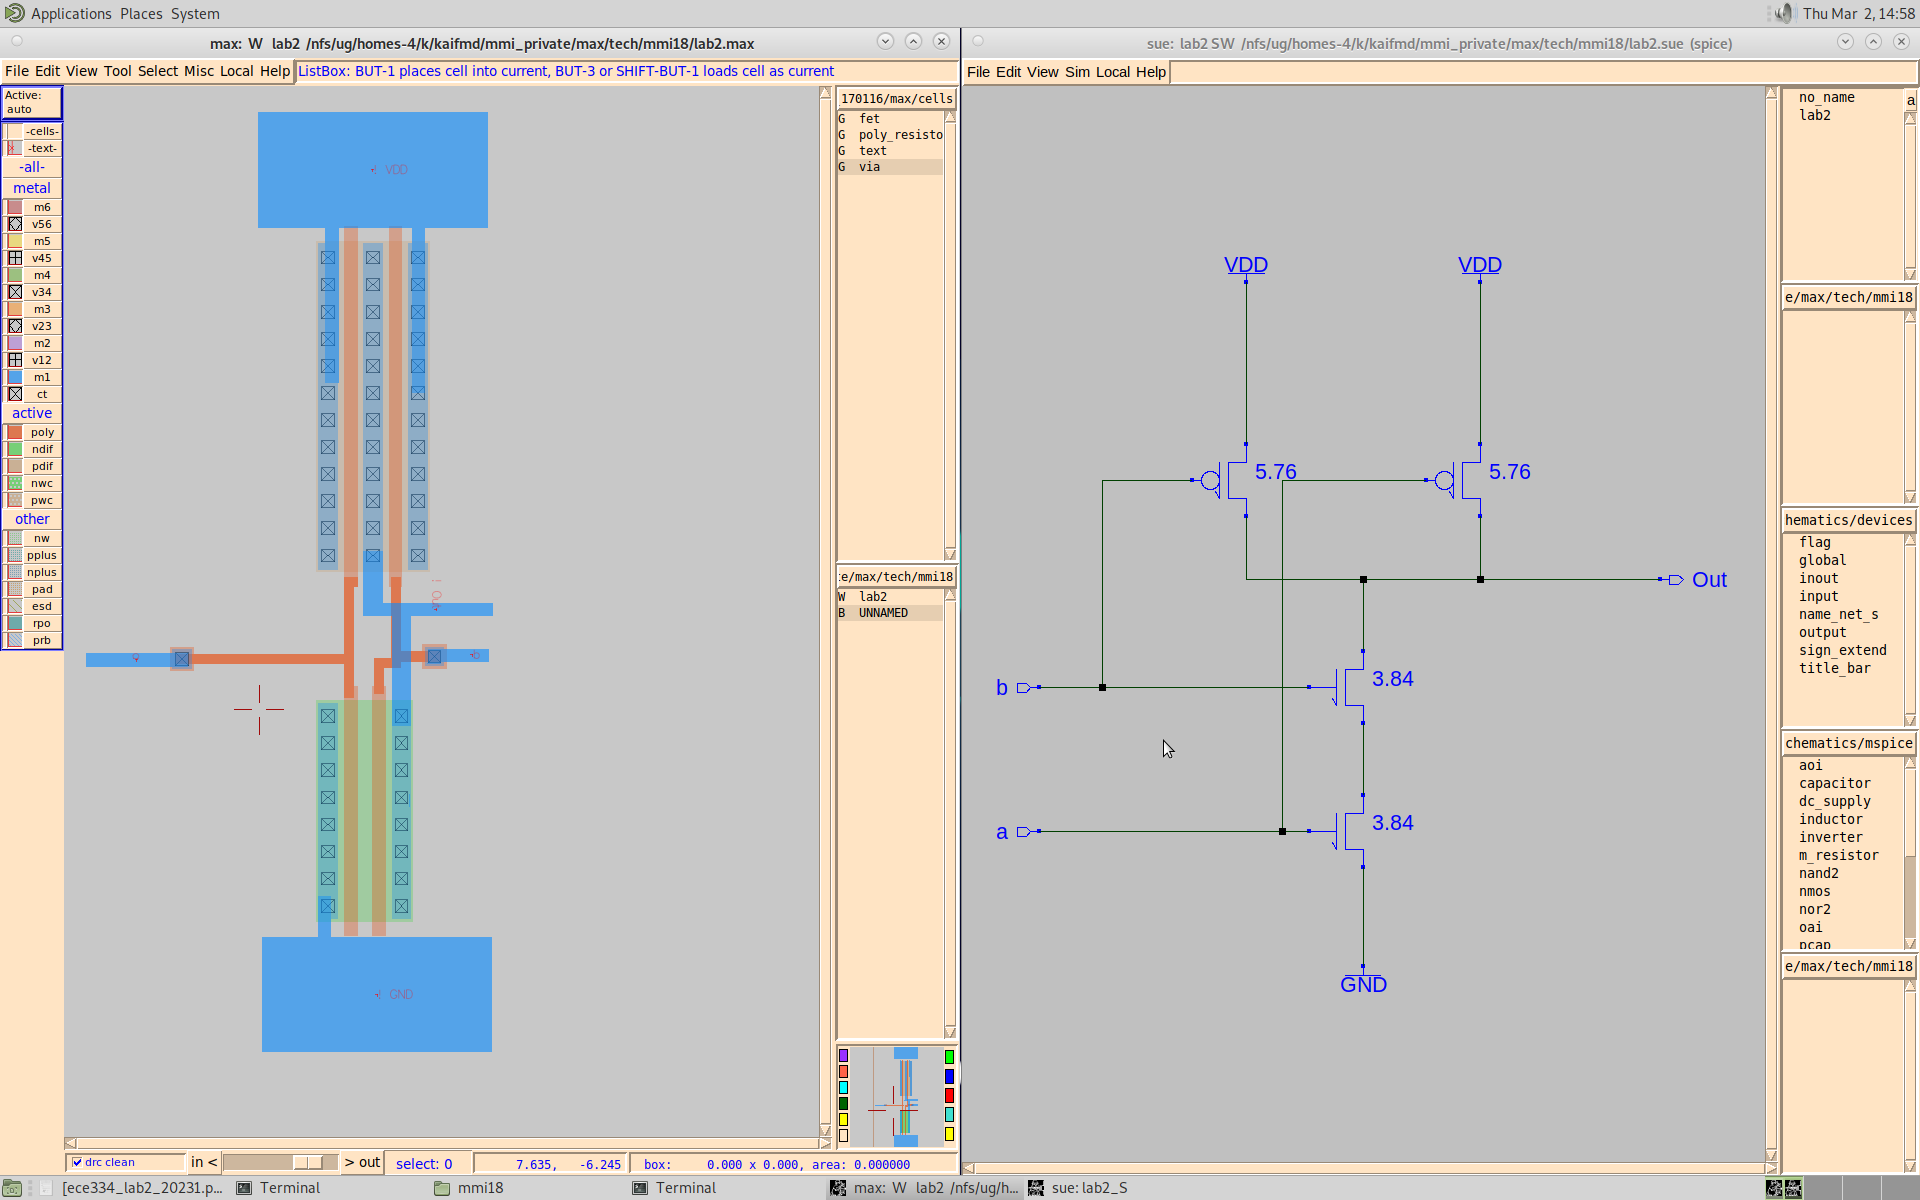 Applications Places System
Thu Mar 2, 14:58
max: W lab2 /nfs/ug/homes-4/k/kaifmd/mmi_private/max/tech/mmi18/lab2.max
File Edit View Tool Select Misc Local Help
ListBox: BUT-1 places cell into current, BUT-3 or SHIFT-BUT-1 loads cell as current
Active:
auto
-cells-
-text-
-all-
metal
m6
v56
m5
v45
m4
v34
m3
v23
m2
v12
m1
ct
active
poly
ndif
pdif
nwc
pwc
other
nw
pplus
nplus
pad
esd
rpo
prb
VDD
GND
170116/max/cells
G fet
G poly_resisto
G text
G via
:e/max/tech/mmi18
W lab2
B UNNAMED
drc clean
in <
> out
select: 0
7.635, -6.245
box: 0.000 x 0.000, area: 0.000000
sue: lab2 SW /nfs/ug/homes-4/k/kaifmd/mmi_private/max/tech/mmi18/lab2.sue (spice)
File Edit View Sim Local Help
VDD
VDD
5.76
5.76
Out
b
3.84
a
3.84
GND
no_name
a
lab2
e/max/tech/mmi18
hematics/devices
flag
global
inout
input
name_net_s
output
sign_extend
title_bar
chematics/mspice
aoi
capacitor
dc_supply
inductor
inverter
m_resistor
nand2
nmos
nor2
oai
pcap
e/max/tech/mmi18
[ece334_lab2_20231.p...
Terminal
mmi18
Terminal
max: W lab2 /nfs/ug/h...
sue: lab2_S